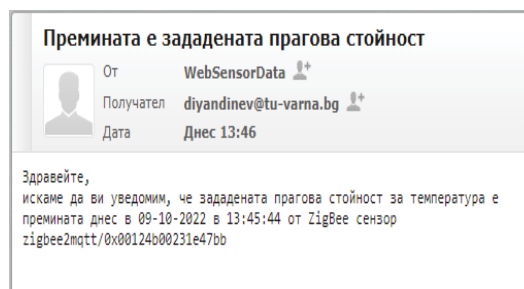 Премината е зададената прагова стойност
От WebSensorData
Получател diyandinev@tu-varna.bg
Дата Днес 13:46
Здравейте,
искаме да ви уведомим, че зададената прагова стойност за температура е
премината днес в 09-10-2022 в 13:45:44 от ZigBee сензор
zigbee2mqtt/0x00124b00231e47bb